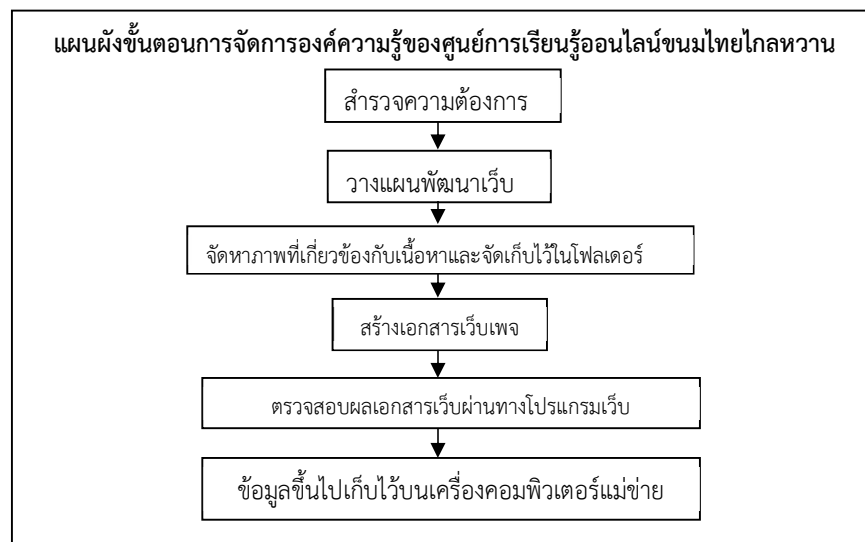 แผนผังขั้นตอนการจัดการองค์ความรู้ของศูนย์การเรียนรู้ออนไลน์ขนมไทยไกลหวาน
สำรวจความต้องการ
วางแผนพัฒนาเว็บ
จัดหาภาพที่เกี่ยวข้องกับเนื้อหาและจัดเก็บไว้ในโฟลเดอร์
สร้างเอกสารเว็บเพจ
ตรวจสอบผลเอกสารเว็บผ่านทางโปรแกรมเว็บ
ข้อมูลขึ้นไปเก็บไว้บนเครื่องคอมพิวเตอร์แม่ข่าย